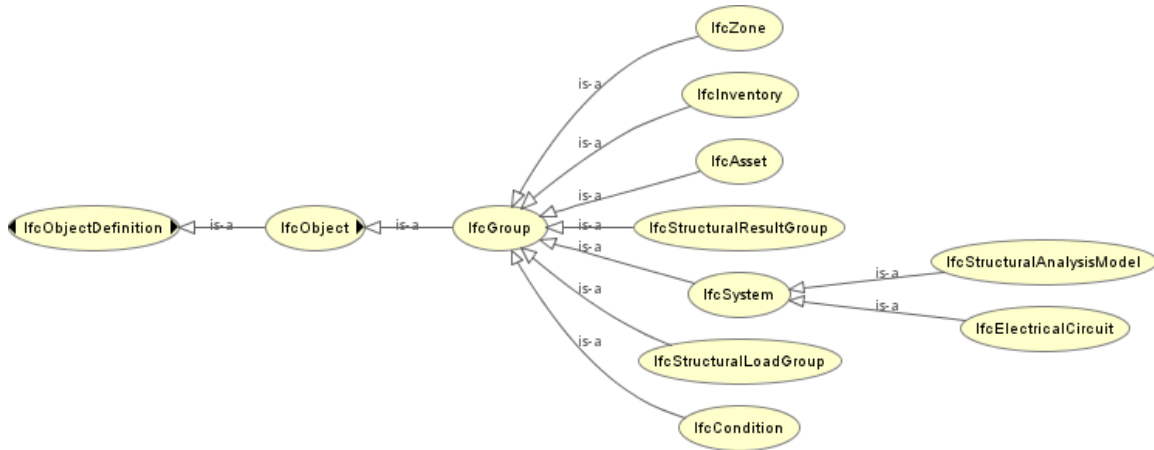 IfcZone
is-a
IfcInventory
is-a
IfcAsset
is-a
IfcObjectDefinition
is-a
IfcObject
is-a
IfcGroup
is-a
IfcStructuralResultGroup
is-a
IfcSystem
is-a
IfcStructuralAnalysisModel
is-a
IfcElectricalCircuit
is-a
IfcStructuralLoadGroup
is-a
IfcCondition